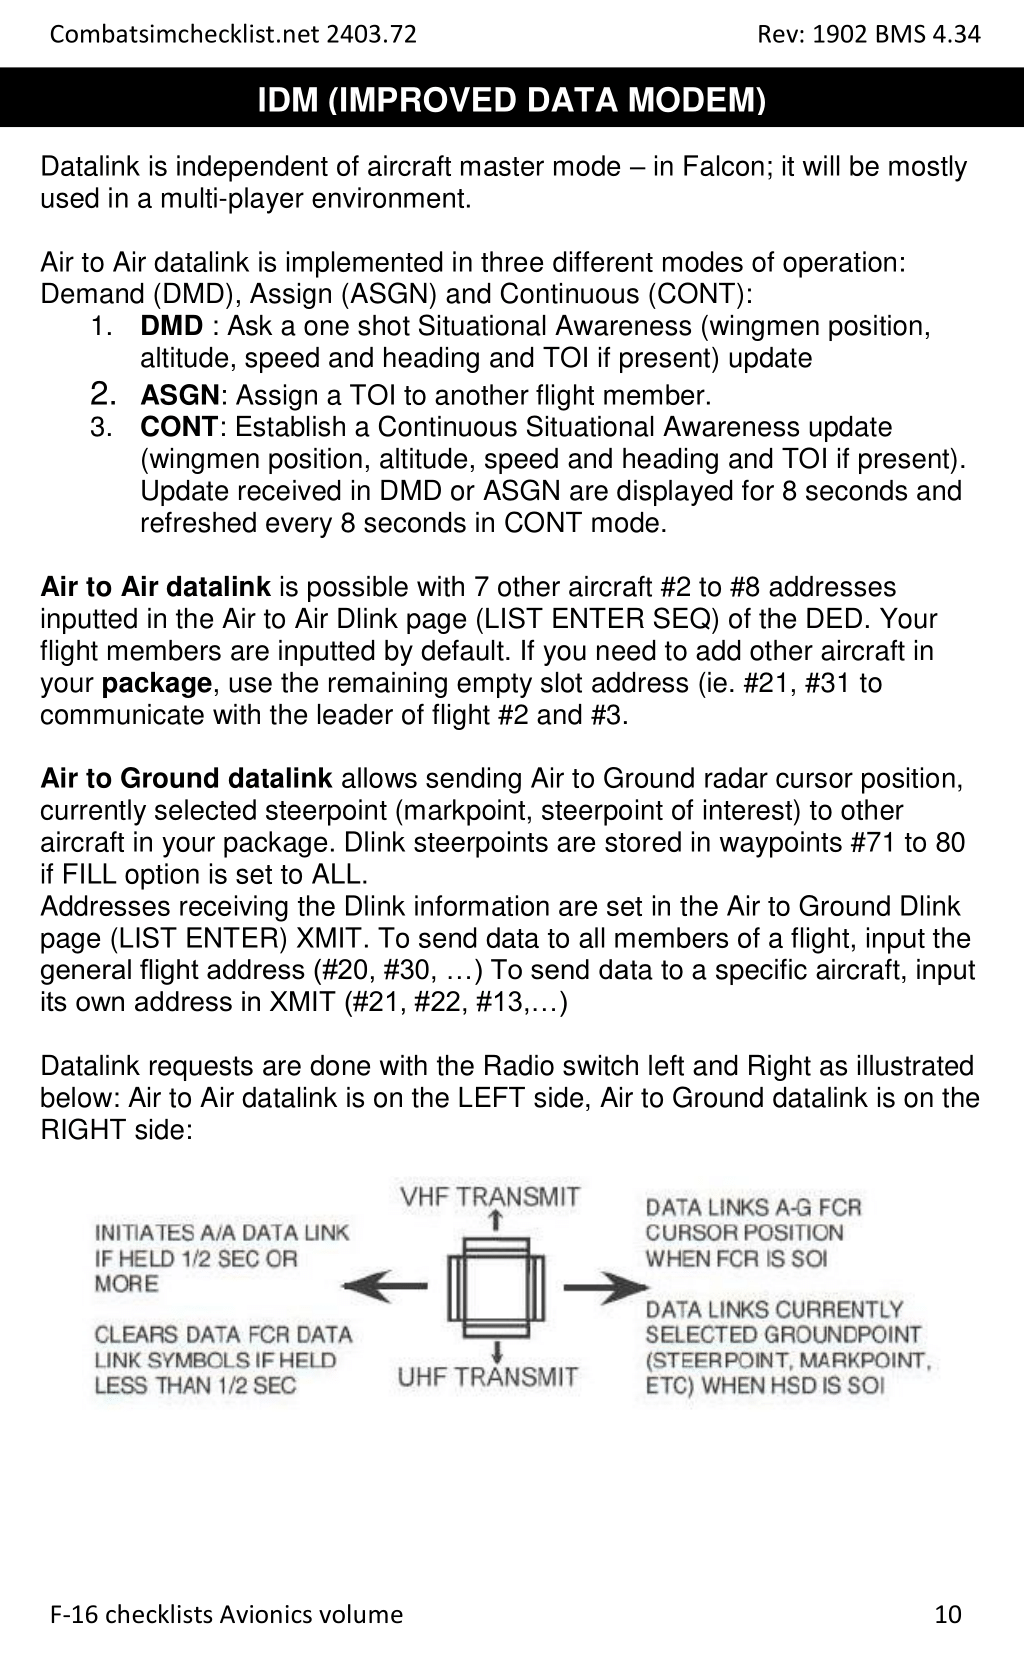 Combatsimchecklist.net 2403.72 Rev: 1902 BMS 4.34
IDM (IMPROVED DATA MODEM)
Datalink is independent of aircraft master mode – in Falcon; it will be mostly
used in a multi-player environment.
Air to Air datalink is implemented in three different modes of operation:
Demand (DMD), Assign (ASGN) and Continuous (CONT):
1. DMD : Ask a one shot Situational Awareness (wingmen position,
altitude, speed and heading and TOI if present) update
2. ASGN: Assign a TOI to another flight member.
3. CONT: Establish a Continuous Situational Awareness update
(wingmen position, altitude, speed and heading and TOI if present).
Update received in DMD or ASGN are displayed for 8 seconds and
refreshed every 8 seconds in CONT mode.
Air to Air datalink is possible with 7 other aircraft #2 to #8 addresses
inputted in the Air to Air Dlink page (LIST ENTER SEQ) of the DED. Your
flight members are inputted by default. If you need to add other aircraft in
your package, use the remaining empty slot address (ie. #21, #31 to
communicate with the leader of flight #2 and #3.
Air to Ground datalink allows sending Air to Ground radar cursor position,
currently selected steerpoint (markpoint, steerpoint of interest) to other
aircraft in your package. Dlink steerpoints are stored in waypoints #71 to 80
if FILL option is set to ALL.
Addresses receiving the Dlink information are set in the Air to Ground Dlink
page (LIST ENTER) XMIT. To send data to all members of a flight, input the
general flight address (#20, #30, …) To send data to a specific aircraft, input
its own address in XMIT (#21, #22, #13,…)
Datalink requests are done with the Radio switch left and Right as illustrated
below: Air to Air datalink is on the LEFT side, Air to Ground datalink is on the
RIGHT side:
VHF TRANSMIT
INITIATES A/A DATA LINK
IF HELD 1/2 SEC OR
MORE
CLEARS DATA FCR DATA
LINK SYMBOLS IF HELD
LESS THAN 1/2 SEC
UHF TRANSMIT
DATA LINKS A-G FCR
CURSOR POSITION
WHEN FCR IS SOI
DATA LINKS CURRENTLY
SELECTED GROUNDPOINT
(STEERPOINT, MARKPOINT,
ETC) WHEN HSD IS SOI
F-16 checklists Avionics volume 10